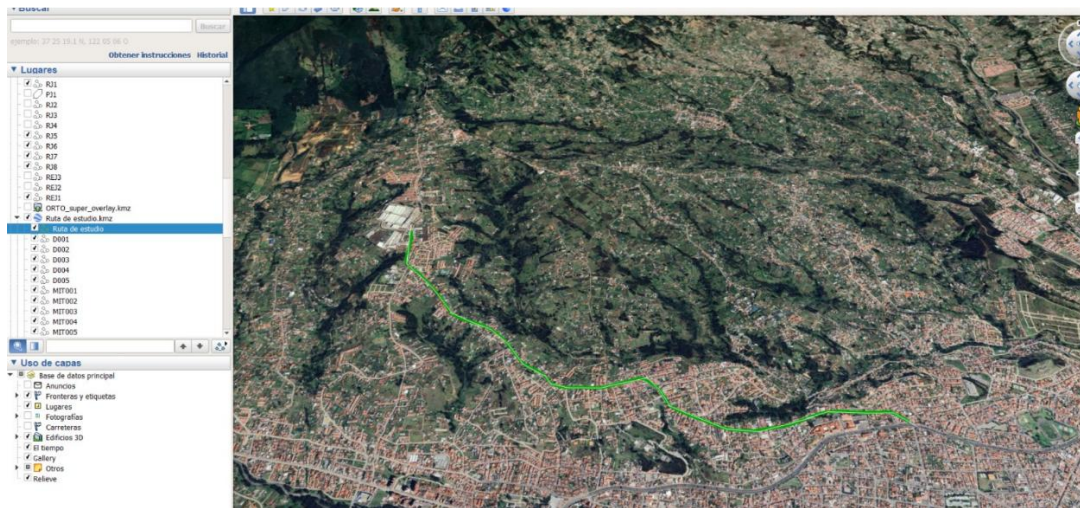 Buscar
Buscar
ejemplo: 37 25 19.1 N, 122 05 06 O
Obtener instrucciones Historial
Lugares
RJ1
PJ1
RJ2
RJ3
RJ4
RJ5
RJ6
RJ7
RJ8
REJ3
REJ2
REJ1
ORTO_super_overlay.kmz
Ruta de estudio.kmz
Ruta de estudio
D001
D002
D003
D004
D005
MIT001
MIT002
MIT003
MIT004
MIT005
Uso de capas
Base de datos principal
Anuncios
Fronteras y etiquetas
Lugares
Fotografías
Carreteras
Edificios 3D
El tiempo
Gallery
Otros
Relieve